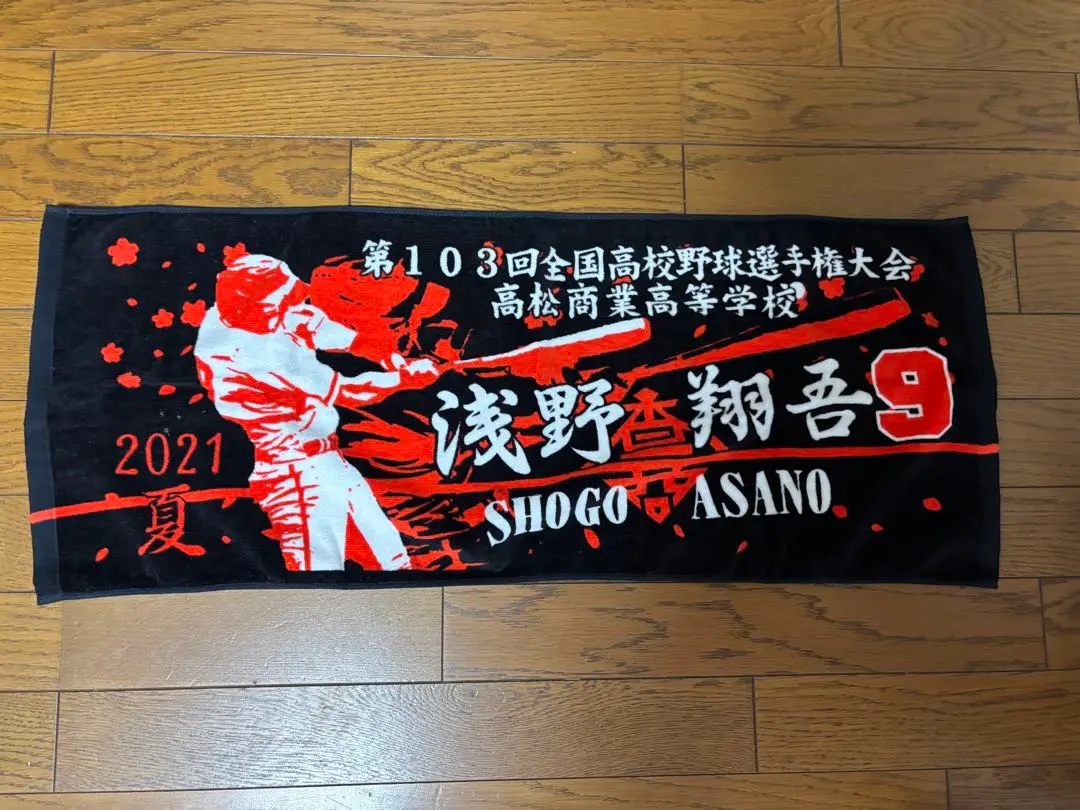 第１０３回全国高校野球選手権大会
高松商業高等学校
浅野 翔吾 9
SHOGO ASANO
2021
夏